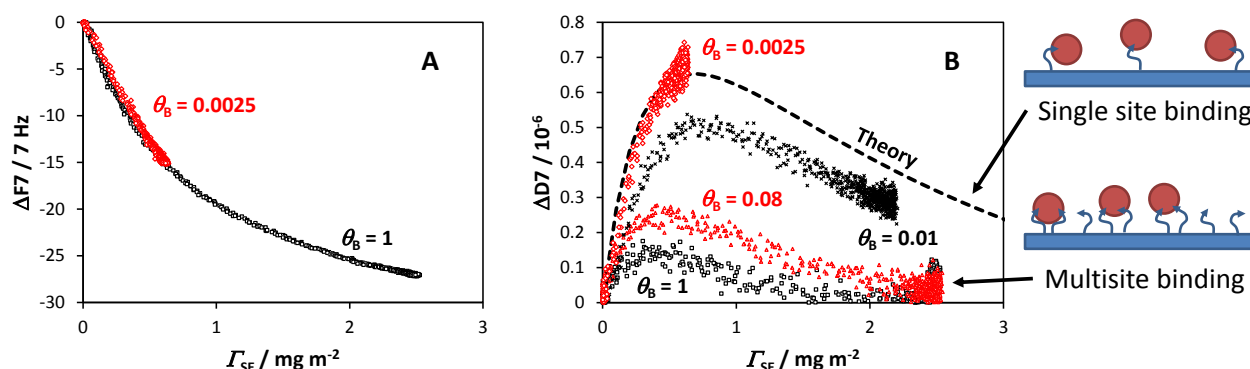 A
ΔF7 / 7 Hz
0
-5
-10
-15
-20
-25
-30
θB = 0.0025
θB = 1
0 1 2 3
ΓSE / mg m-2
B
ΔD7 / 10-6
0.8
0.7
0.6
0.5
0.4
0.3
0.2
0.1
0
θB = 0.0025
Theory
θB = 0.08
θB = 0.01
θB = 1
0 1 2 3
ΓSE / mg m-2
Single site binding
Multisite binding